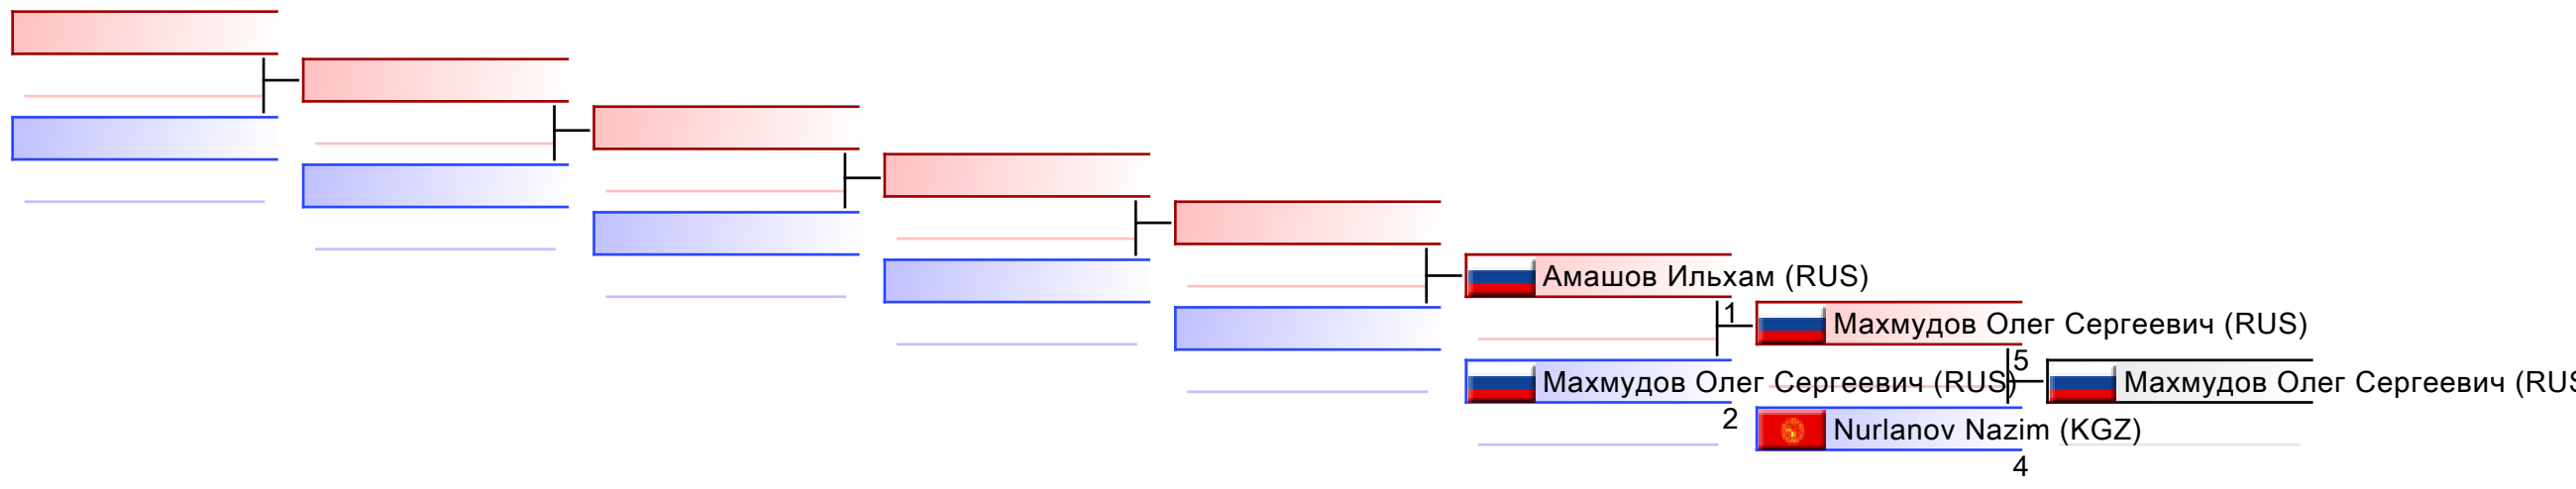 Амашов Ильхам (RUS)
1
Махмудов Олег Сергеевич (RUS)
5
Махмудов Олег Сергеевич (RUS)
Махмудов Олег Сергеевич (RUS
2
Nurlanov Nazim (KGZ)
4